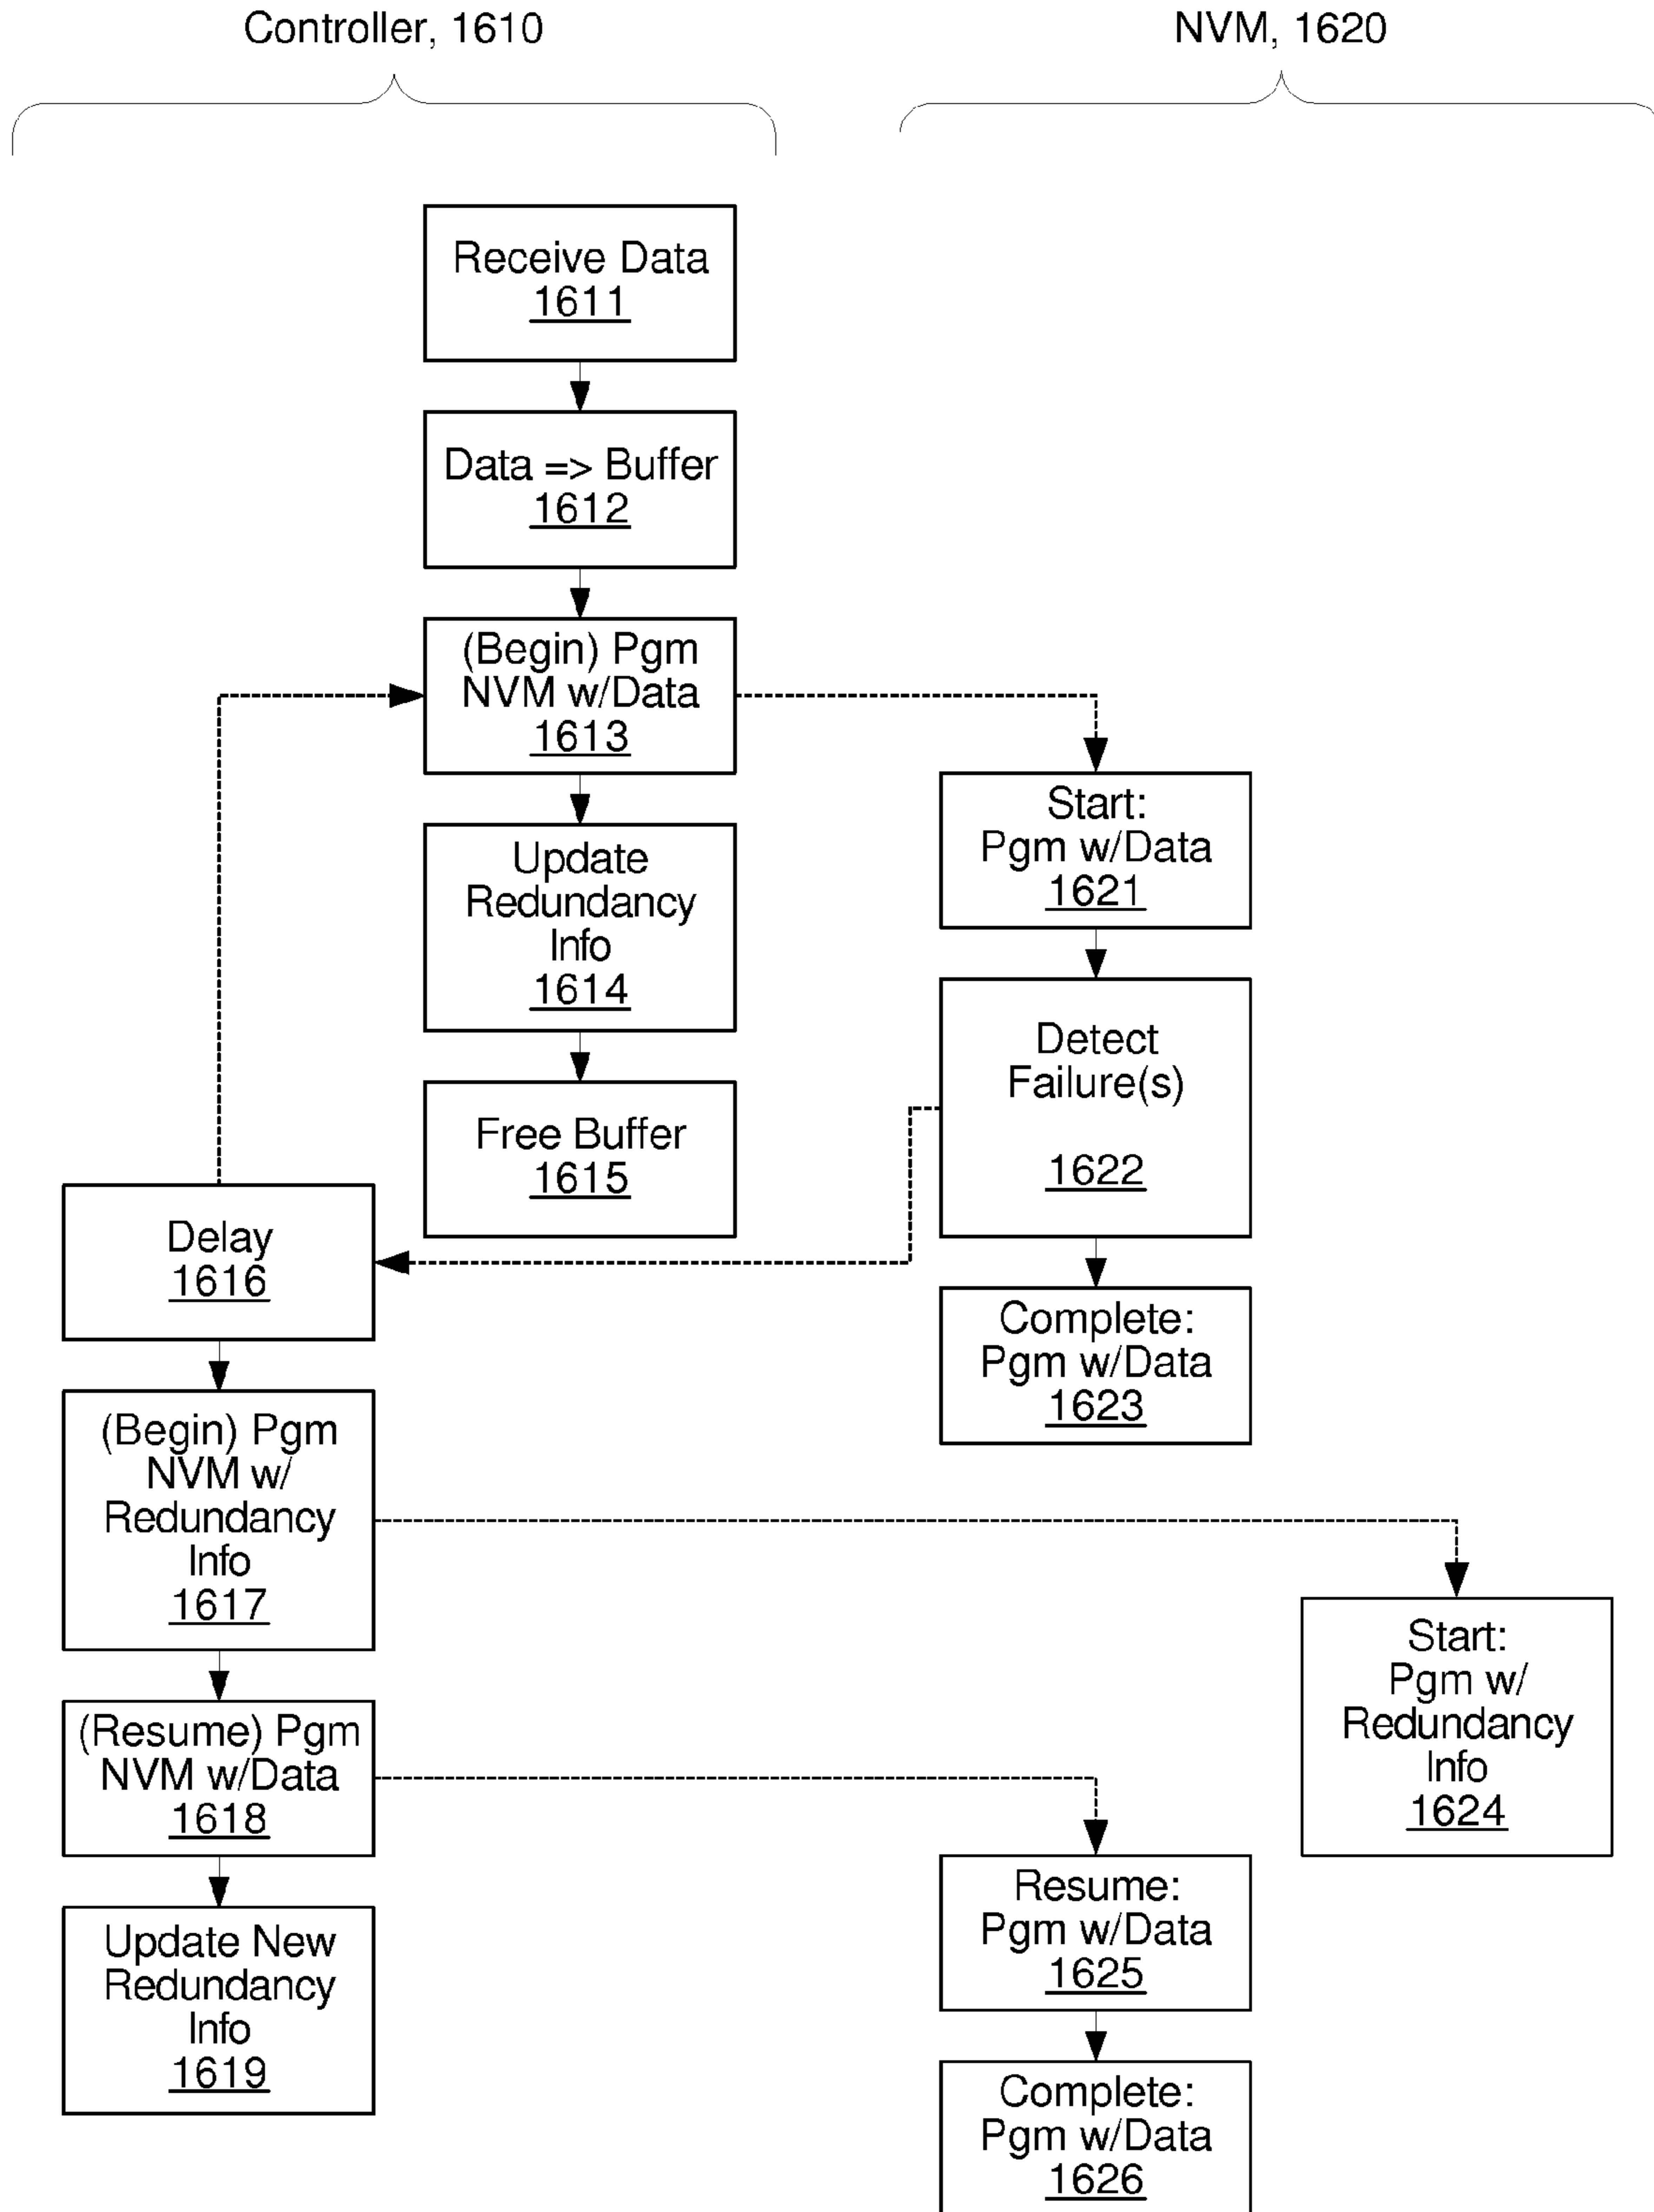 Controller, 1610
NVM, 1620
Receive Data
1611
Data => Buffer
1612
(Begin) Pgm
NVM w/Data
1613
Update
Redundancy
Info
1614
Free Buffer
1615
Start:
Pgm w/Data
1621
Detect
Failure(s)
1622
Complete:
Pgm w/Data
1623
Delay
1616
(Begin) Pgm
NVM w/
Redundancy
Info
1617
(Resume) Pgm
NVM w/Data
1618
Update New
Redundancy
Info
1619
Start:
Pgm w/
Redundancy
Info
1624
Resume:
Pgm w/Data
1625
Complete:
Pgm w/Data
1626